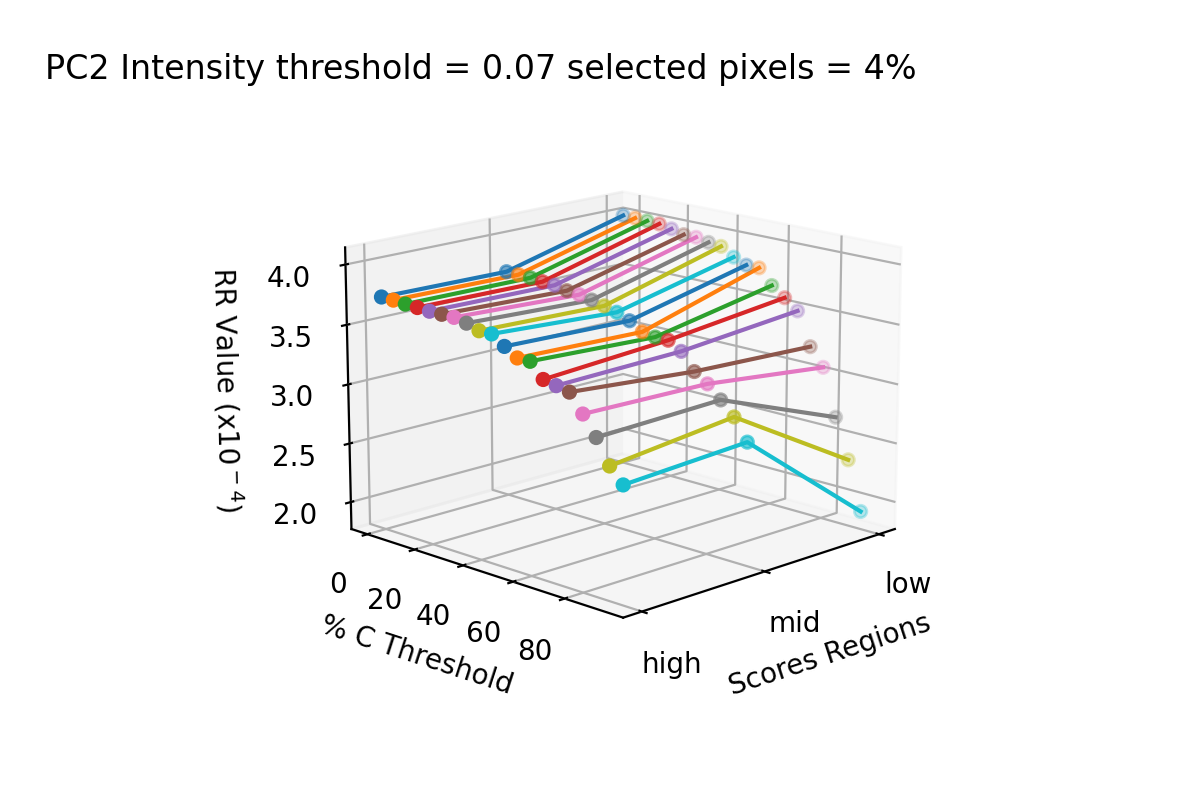 PC2 Intensity threshold = 0.07 selected pixels = 4%
4.0
3.5
3.0
2.5
2.0
RR Value (x10⁻⁴)
0
20
40
60
80
% C Threshold
high
mid
low
Scores Regions